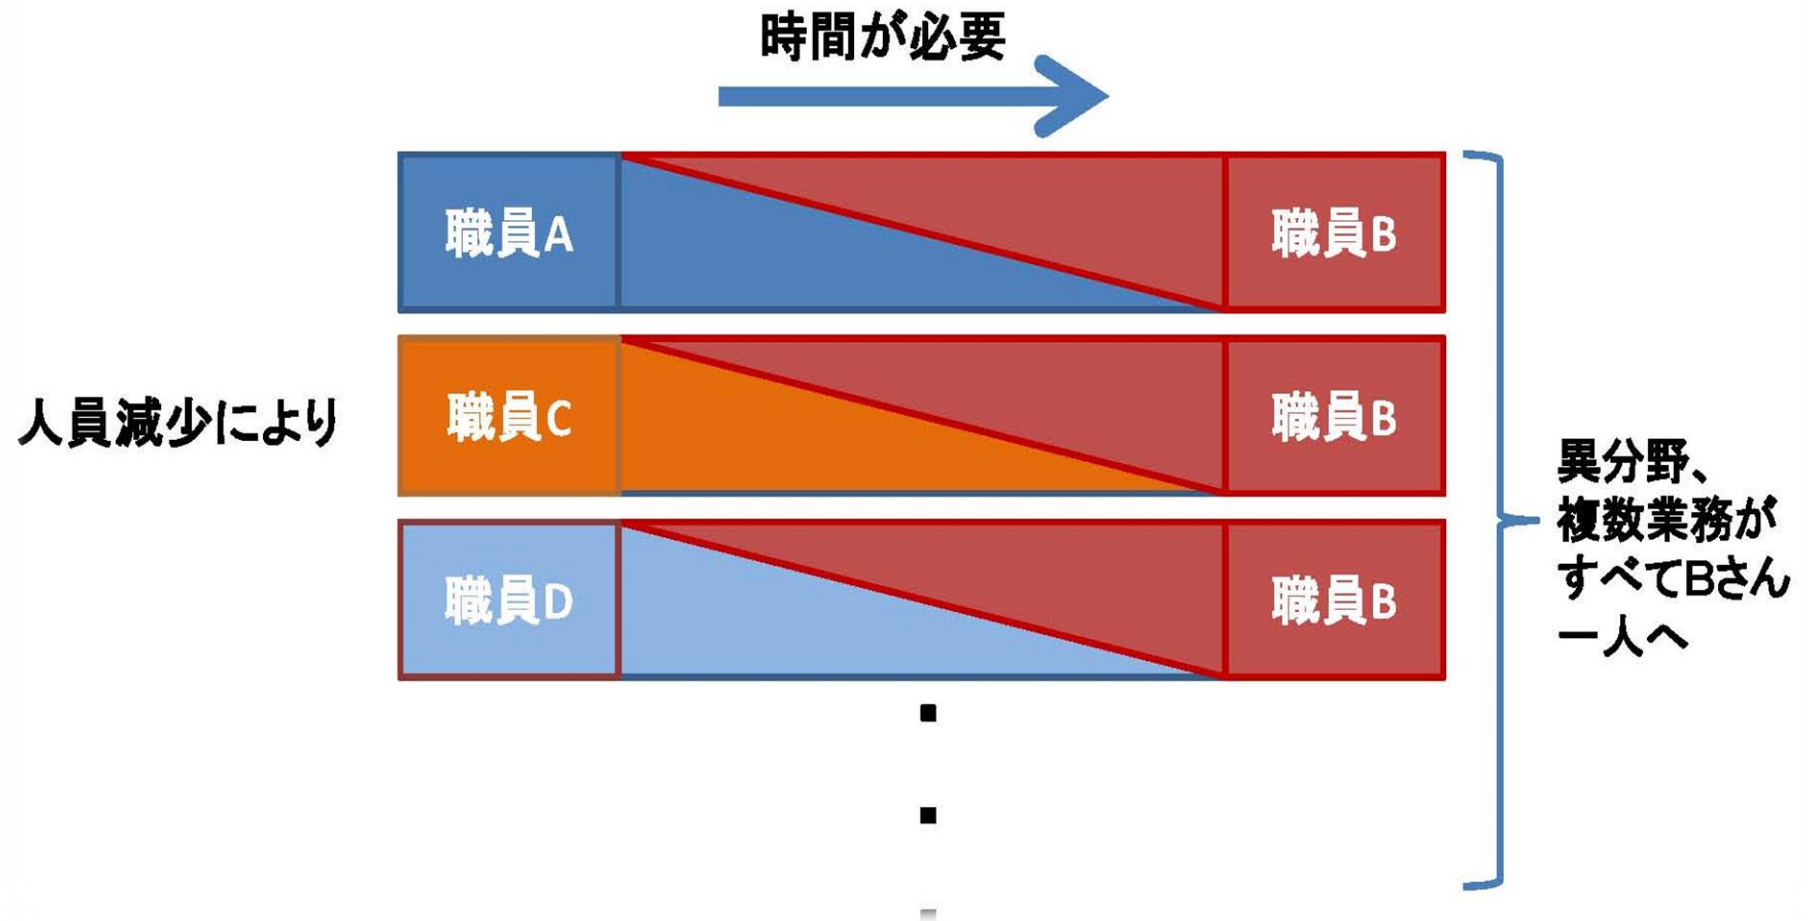 時間が必要
職員A
職員B
人員減少により
職員C
職員B
職員D
職員B
異分野、
複数業務が
すべてBさん
一人へ